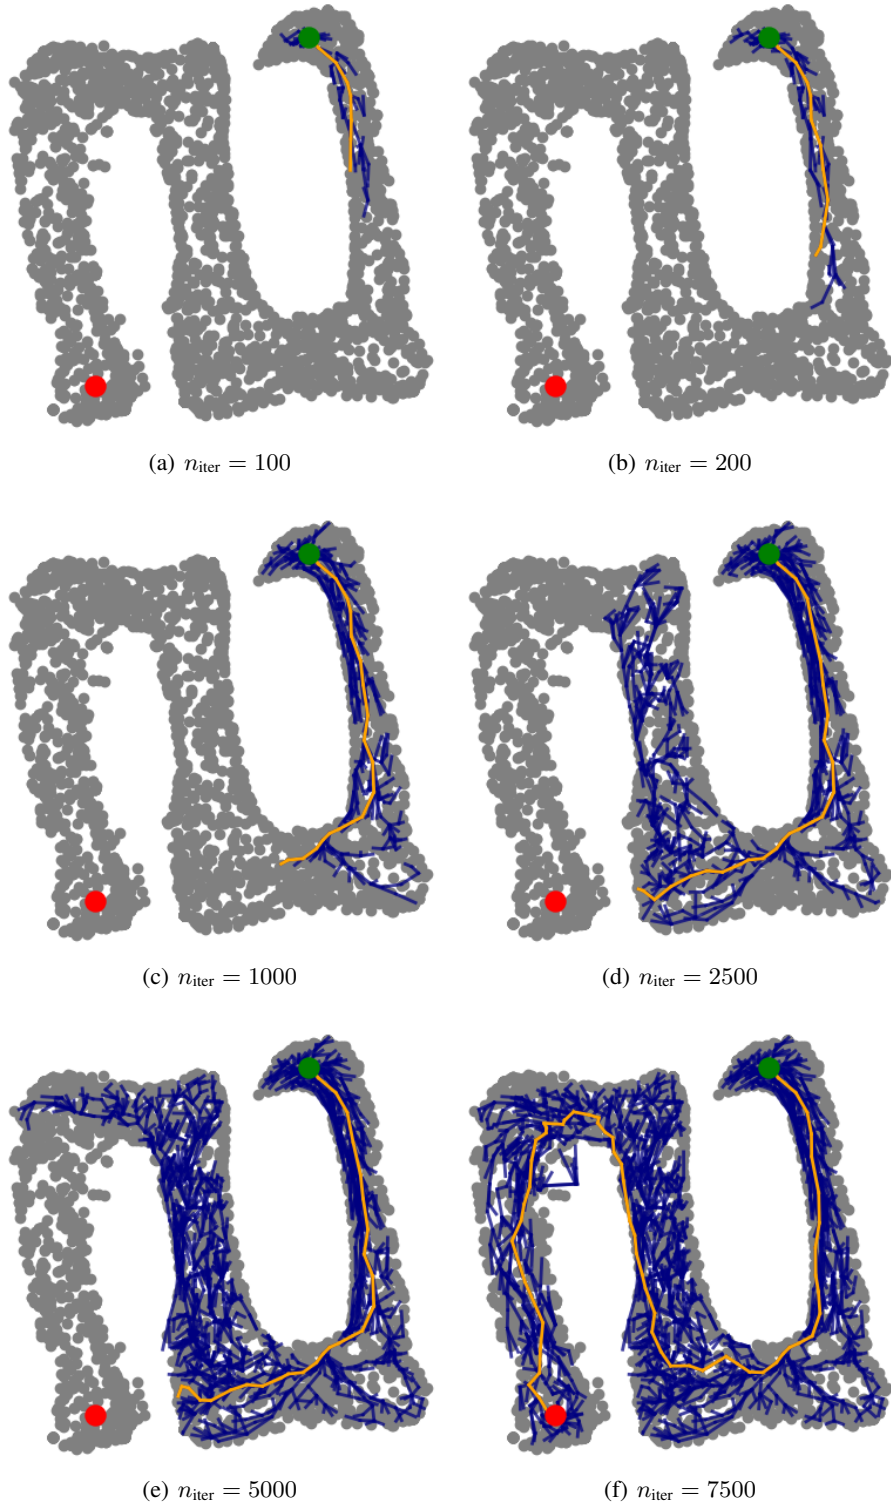 (a) n_iter = 100
(b) n_iter = 200
(c) n_iter = 1000
(d) n_iter = 2500
(e) n_iter = 5000
(f) n_iter = 7500